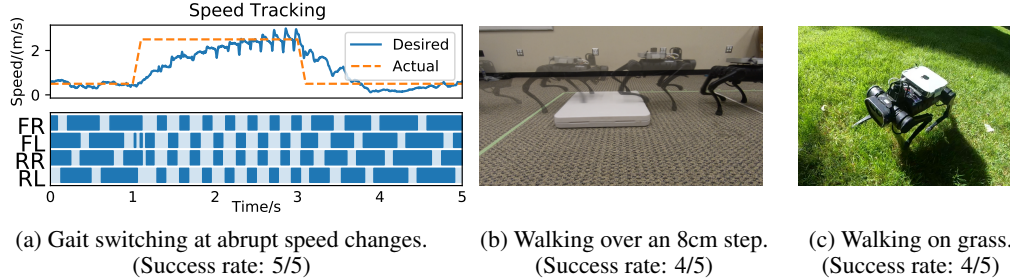 Speed Tracking
Speed/(m/s)
2
0
Desired
Actual
FR
FL
RR
RL
0 1 2 3 4 5
Time/s
(a) Gait switching at abrupt speed changes.
(Success rate: 5/5)
(b) Walking over an 8cm step.
(Success rate: 4/5)
(c) Walking on grass.
(Success rate: 4/5)